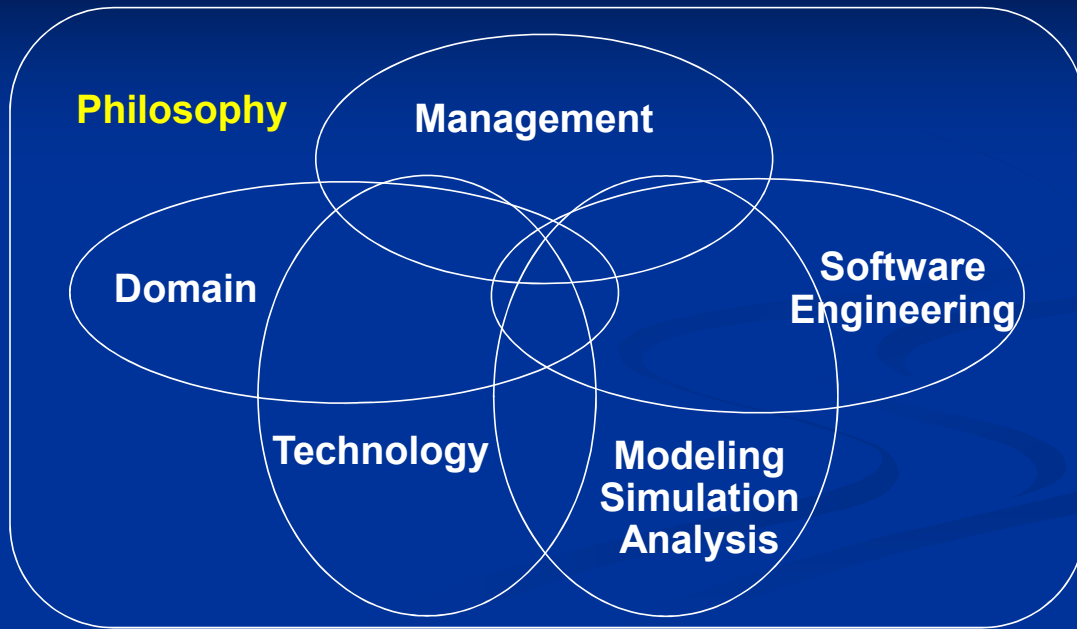 Philosophy
Management
Domain
Software
Engineering
Technology
Modeling
Simulation
Analysis